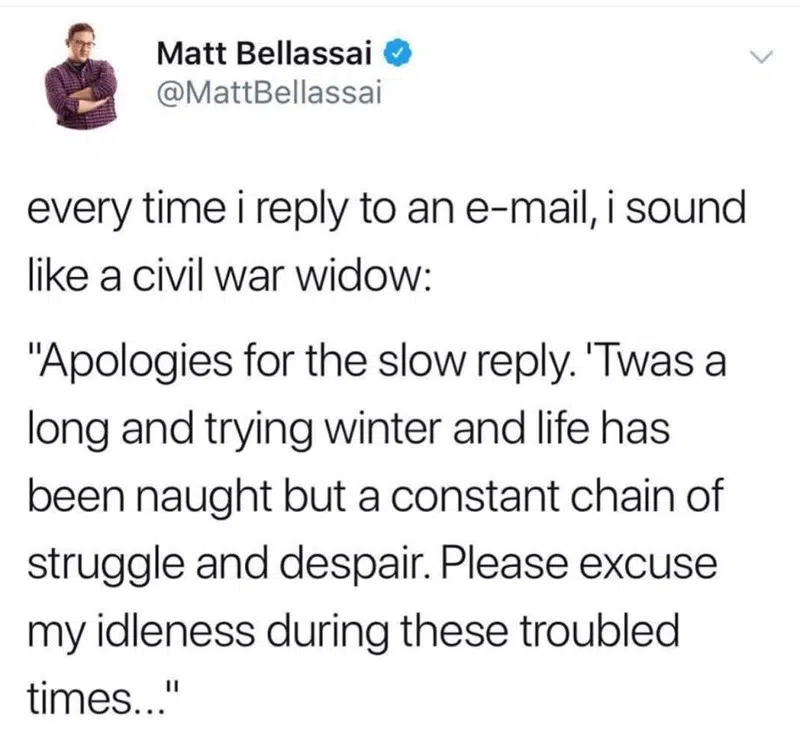 Matt Bellassai
@MattBellassai
every time i reply to an e-mail, i sound
like a civil war widow:
"Apologies for the slow reply. 'Twas a
long and trying winter and life has
been naught but a constant chain of
struggle and despair. Please excuse
my idleness during these troubled
times..."